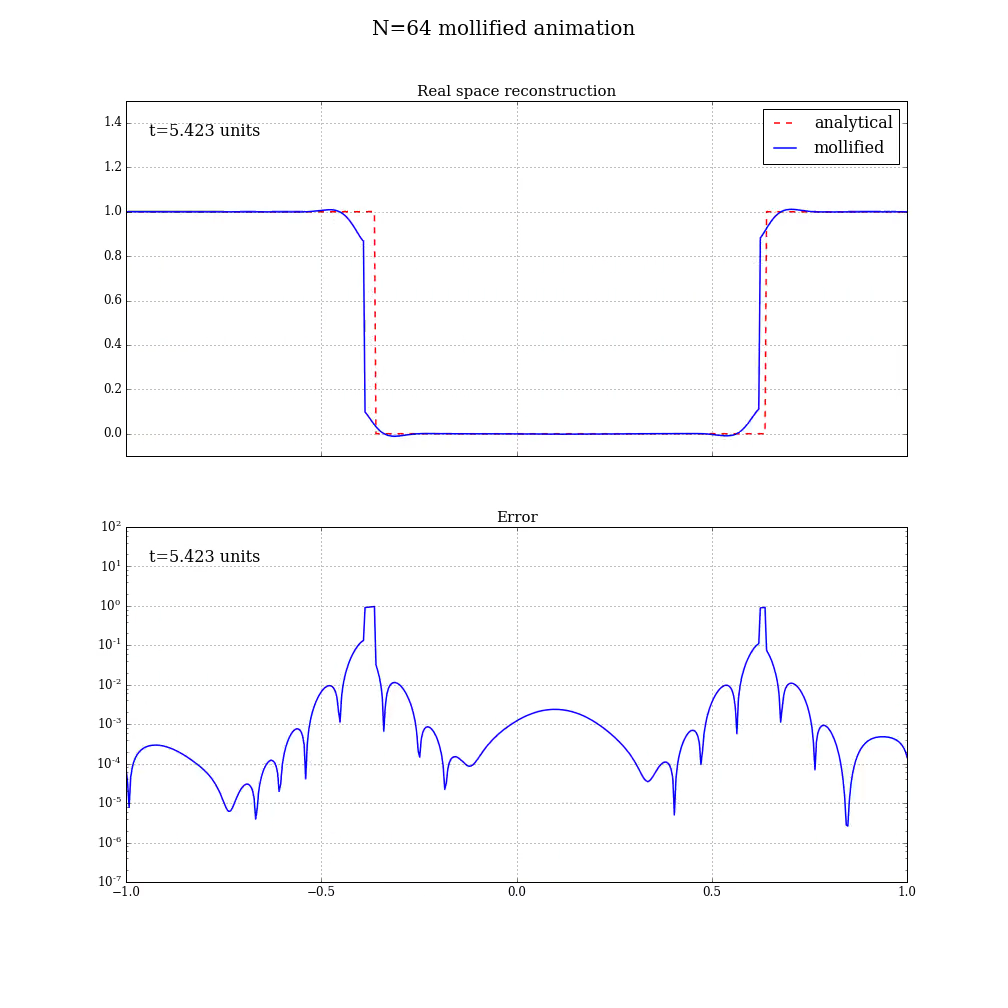 N=64 mollified animation
Real space reconstruction
t=5.423 units
analytical
mollified
1.4
1.2
1.0
0.8
0.6
0.4
0.2
0.0
Error
t=5.423 units
10²
10¹
10⁰
10⁻¹
10⁻²
10⁻³
10⁻⁴
10⁻⁵
10⁻⁶
10⁻⁷
−1.0 −0.5 0.0 0.5 1.0